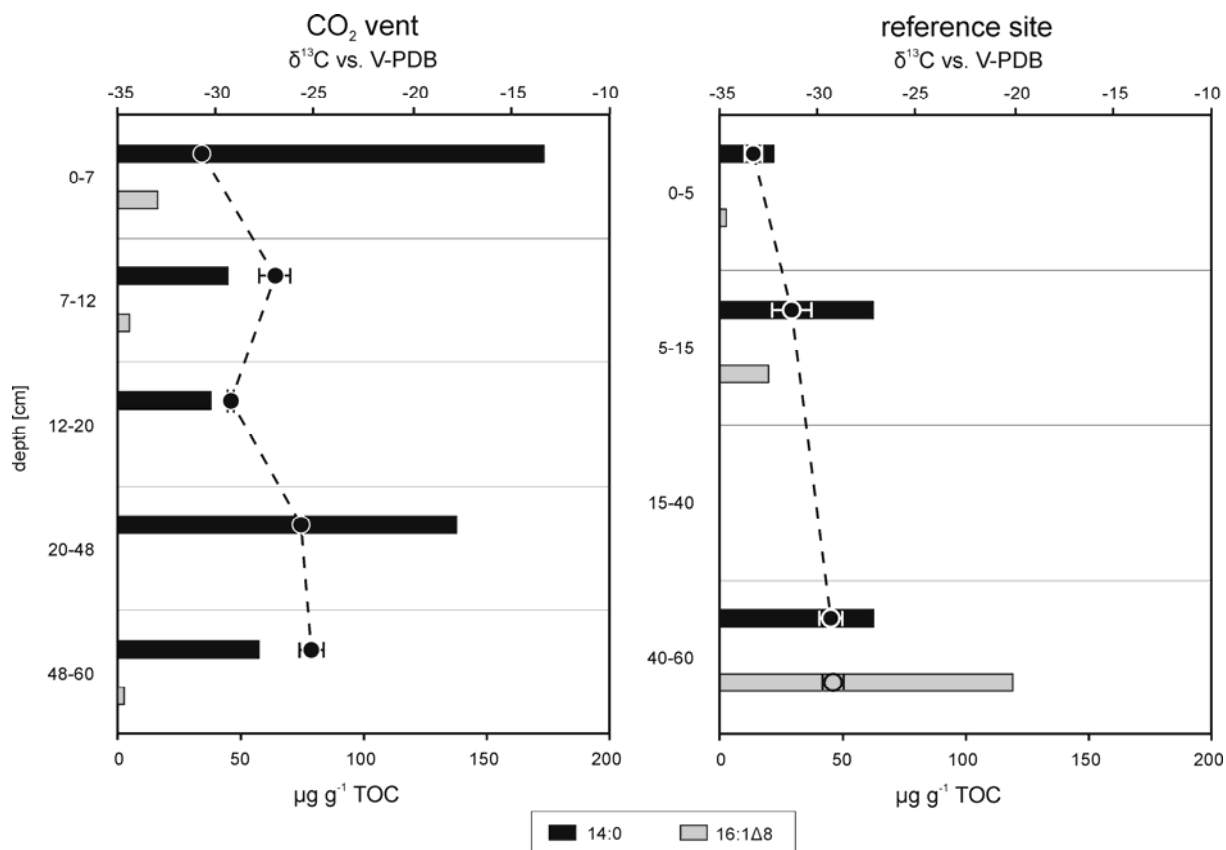 CO₂ vent
δ¹³C vs. V-PDB
-35 -30 -25 -20 -15 -10
depth [cm]
0-7
7-12
12-20
20-48
48-60
0 50 100 150 200
µg g⁻¹ TOC
reference site
δ¹³C vs. V-PDB
-35 -29 -25 -20 -15 -10
0-5
5-15
15-40
40-60
0 50 100 150 200
µg g⁻¹ TOC
14:0 16:1Δ8